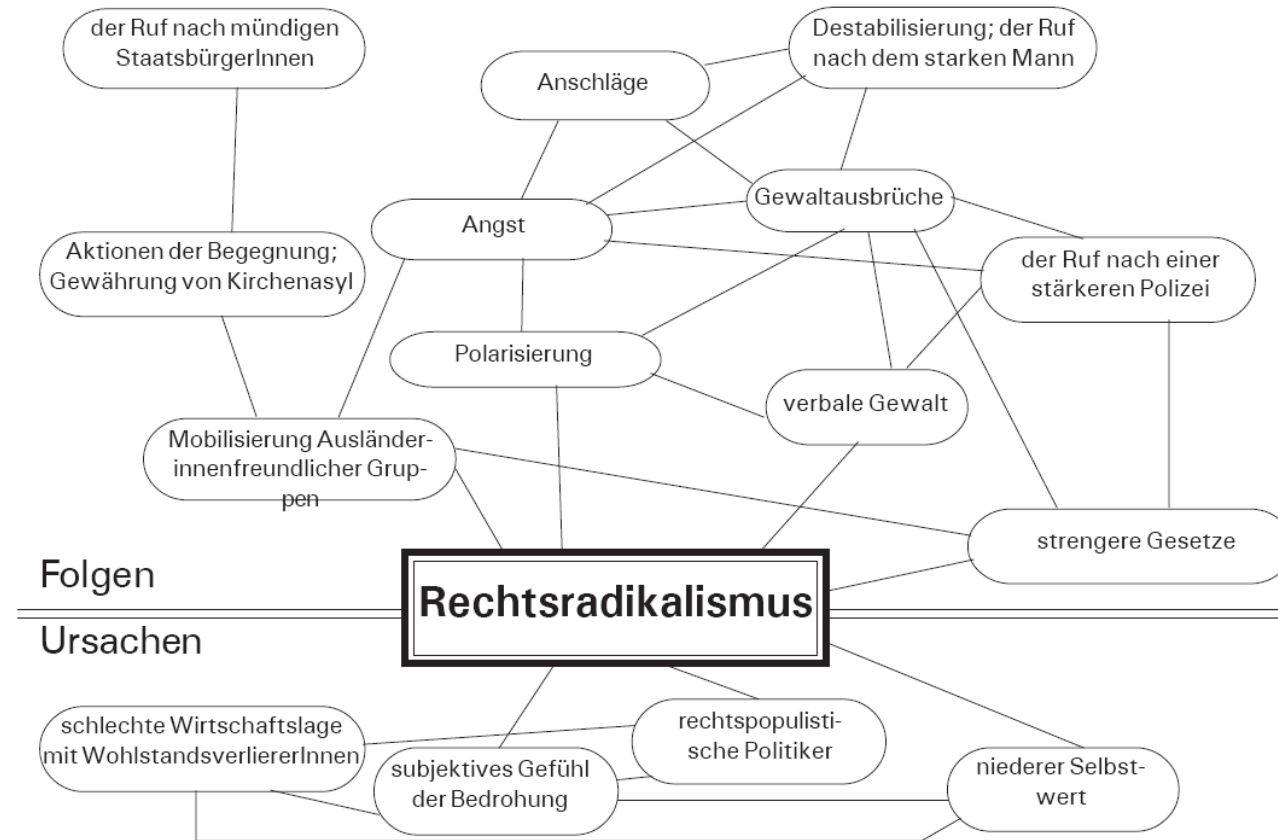 der Ruf nach mündigen
StaatsbürgerInnen
Destabilisierung; der Ruf
nach dem starken Mann
Anschläge
Gewaltausbrüche
Angst
Aktionen der Begegnung;
Gewährung von Kirchenasyl
der Ruf nach einer
stärkeren Polizei
Polarisierung
verbale Gewalt
Mobilisierung Ausländer-
innenfreundlicher Grup-
pen
strengere Gesetze
Folgen
Rechtsradikalismus
Ursachen
schlechte Wirtschaftslage
mit WohlstandsverliererInnen
rechtspopulisti-
sche Politiker
subjektives Gefühl
der Bedrohung
niederer Selbst-
wert